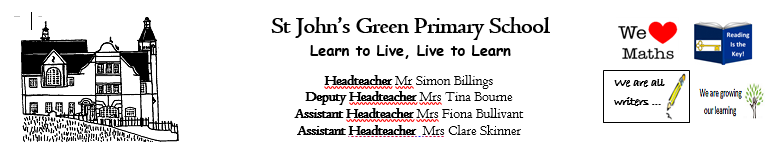 St John's Green Primary School
Learn to Live, Live to Learn
Headteacher Mr Simon Billings
Deputy Headteacher Mrs Tina Bourne
Assistant Headteacher Mrs Fiona Bullivant
Assistant Headteacher Mrs Clare Skinner
We
Maths
Reading
Is the
Key!
We are all
writers ...
We are growing
our learning